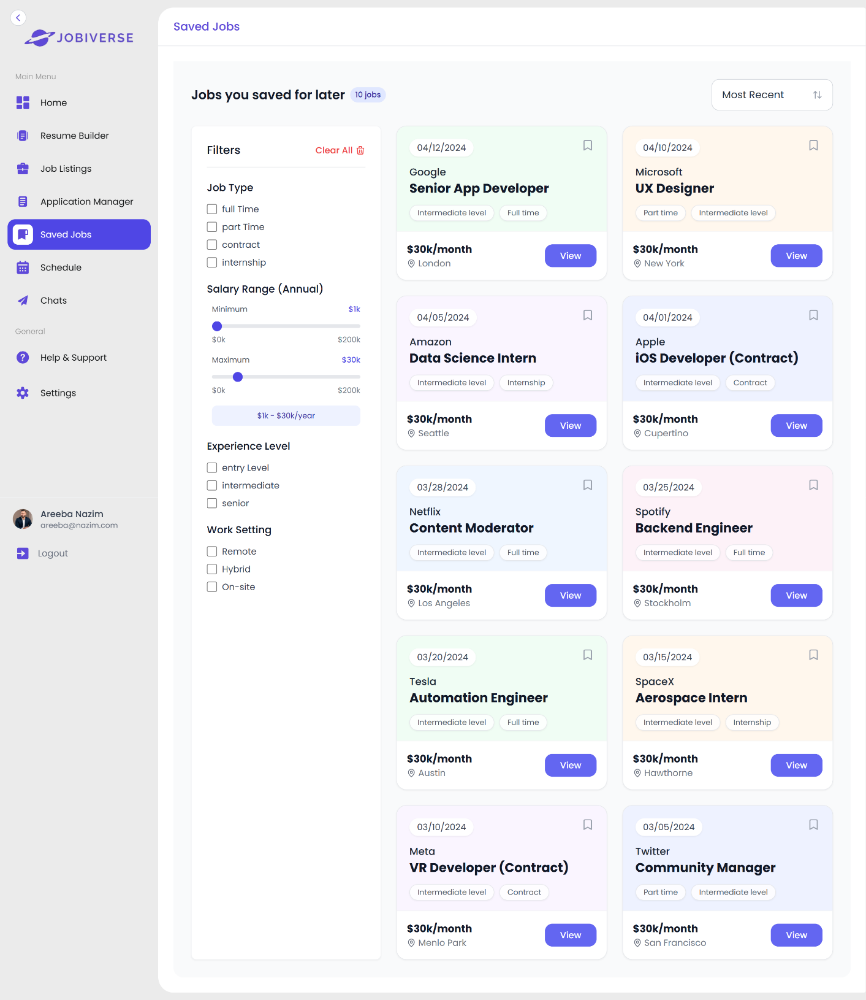 JOBIVERSE
Main Menu
Home
Resume Builder
Job Listings
Application Manager
Saved Jobs
Schedule
Chats
General
Help & Support
Settings
Areeba Nazim
areeba@nazim.com
Logout
Saved Jobs
Jobs you saved for later 10 jobs
Most Recent
Filters Clear All
Job Type
full Time
part Time
contract
internship
Salary Range (Annual)
Minimum $1k
$0k $200k
Maximum $30k
$0k $200k
$1k - $30k/year
Experience Level
entry Level
intermediate
senior
Work Setting
Remote
Hybrid
On-site
04/12/2024
Google
Senior App Developer
Intermediate level Full time
$30k/month
London
View
04/10/2024
Microsoft
UX Designer
Part time Intermediate level
$30k/month
New York
View
04/05/2024
Amazon
Data Science Intern
Intermediate level Internship
$30k/month
Seattle
View
04/01/2024
Apple
iOS Developer (Contract)
Intermediate level Contract
$30k/month
Cupertino
View
03/28/2024
Netflix
Content Moderator
Intermediate level Full time
$30k/month
Los Angeles
View
03/25/2024
Spotify
Backend Engineer
Intermediate level Full time
$30k/month
Stockholm
View
03/20/2024
Tesla
Automation Engineer
Intermediate level Full time
$30k/month
Austin
View
03/15/2024
SpaceX
Aerospace Intern
Intermediate level Internship
$30k/month
Hawthorne
View
03/10/2024
Meta
VR Developer (Contract)
Intermediate level Contract
$30k/month
Menlo Park
View
03/05/2024
Twitter
Community Manager
Part time Intermediate level
$30k/month
San Francisco
View